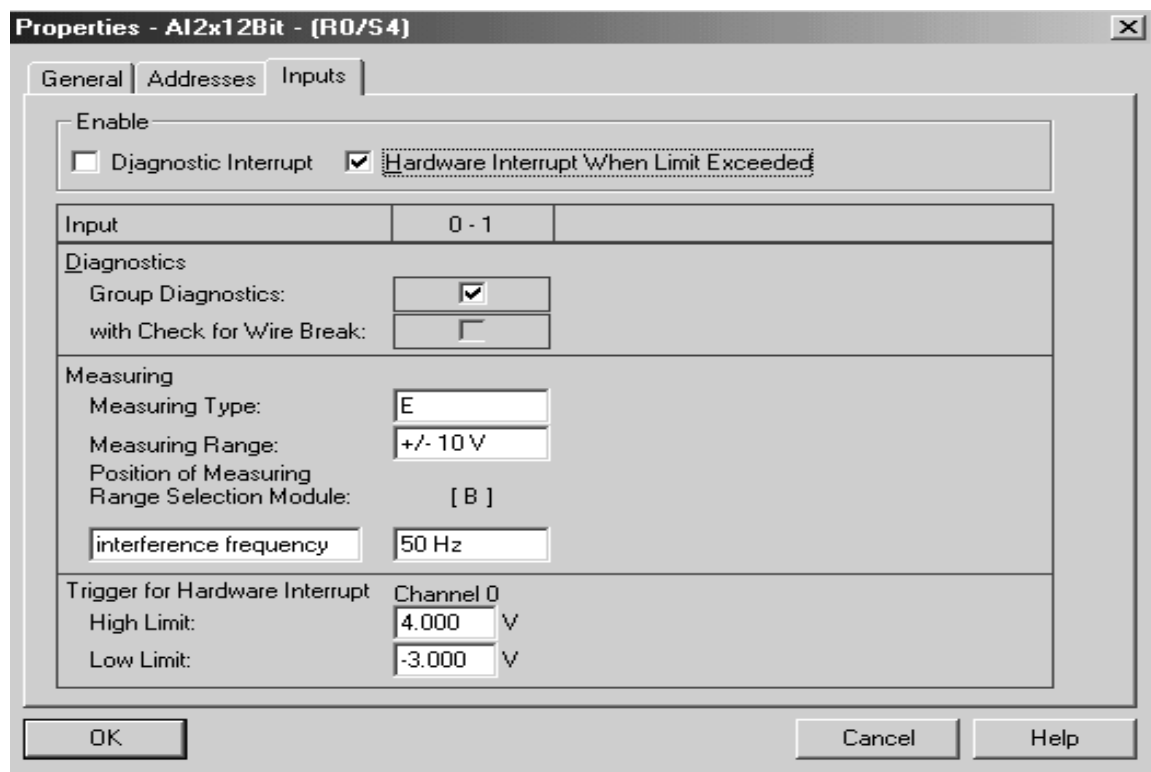 Properties - AI2x12Bit - (R0/S4)
General Addresses Inputs
Enable
Diagnostic Interrupt Hardware Interrupt When Limit Exceeded
Input 0 - 1
Diagnostics
Group Diagnostics:
with Check for Wire Break:
Measuring
Measuring Type: E
Measuring Range: +/- 10 V
Position of Measuring
Range Selection Module: [ B ]
interference frequency 50 Hz
Trigger for Hardware Interrupt Channel 0
High Limit: 4.000 V
Low Limit: -3.000 V
OK Cancel Help